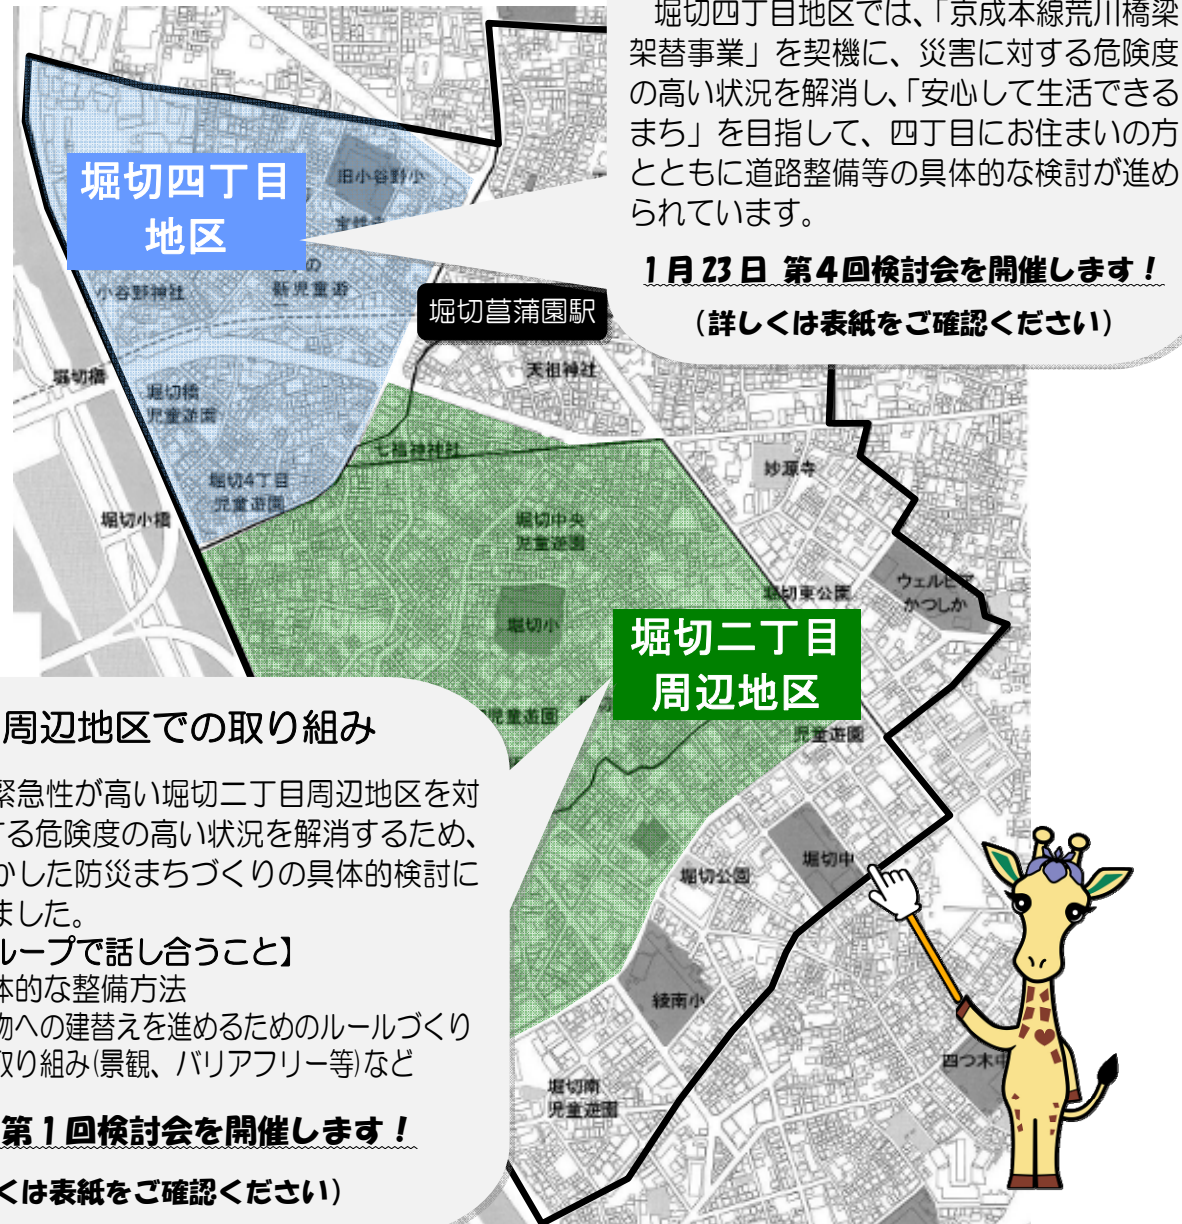 堀切四丁目地区では、「京成本線荒川橋梁
架替事業」を契機に、災害に対する危険度
の高い状況を解消し、「安心して生活できる
まち」を目指して、四丁目にお住まいの方
とともに道路整備等の具体的な検討が進め
られています。
1月23日 第4回検討会を開催します！
（詳しくは表紙をご確認ください）
堀切四丁目
地区
旧小谷野小
小谷野神社
新児童遊
堀切菖蒲園駅
天祖神社
堀切橋
堀切橋
児童遊園
七福神神社
妙源寺
堀切4丁目
児童遊園
堀切小橋
堀切中央
児童遊園
ウェルピア
かつしか
堀切東公園
堀切小
堀切二丁目
周辺地区
児童遊園
児童遊園
周辺地区での取り組み
緊急性が高い堀切二丁目周辺地区を対
する危険度の高い状況を解消するため、
かした防災まちづくりの具体的検討に
ました。
ループで話し合うこと】
体的な整備方法
物への建替えを進めるためのルールづくり
取り組み(景観、バリアフリー等)など
第1回検討会を開催します！
くは表紙をご確認ください）
堀切中
堀切公園
綾南小
四つ木中
堀切南
児童遊園